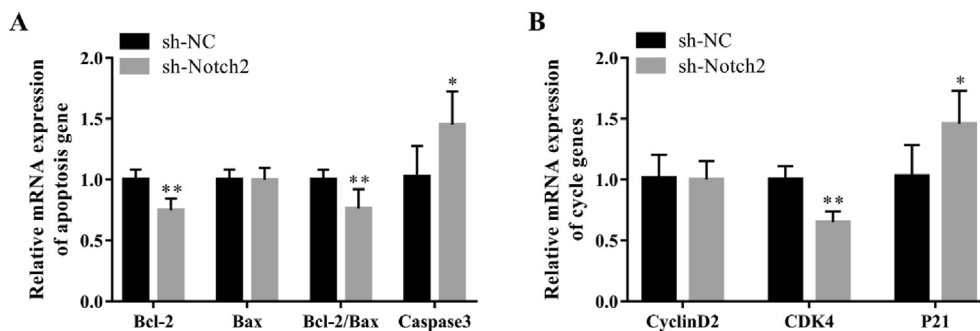 A
sh-NC
sh-Notch2
Relative mRNA expression
of apoptosis gene
2.0
1.5
1.0
0.5
0.0
**
**
*
Bcl-2 Bax Bcl-2/Bax Caspase3
B
sh-NC
sh-Notch2
Relative mRNA expression
of cycle genes
2.0
1.5
1.0
0.5
0.0
**
*
CyclinD2 CDK4 P21